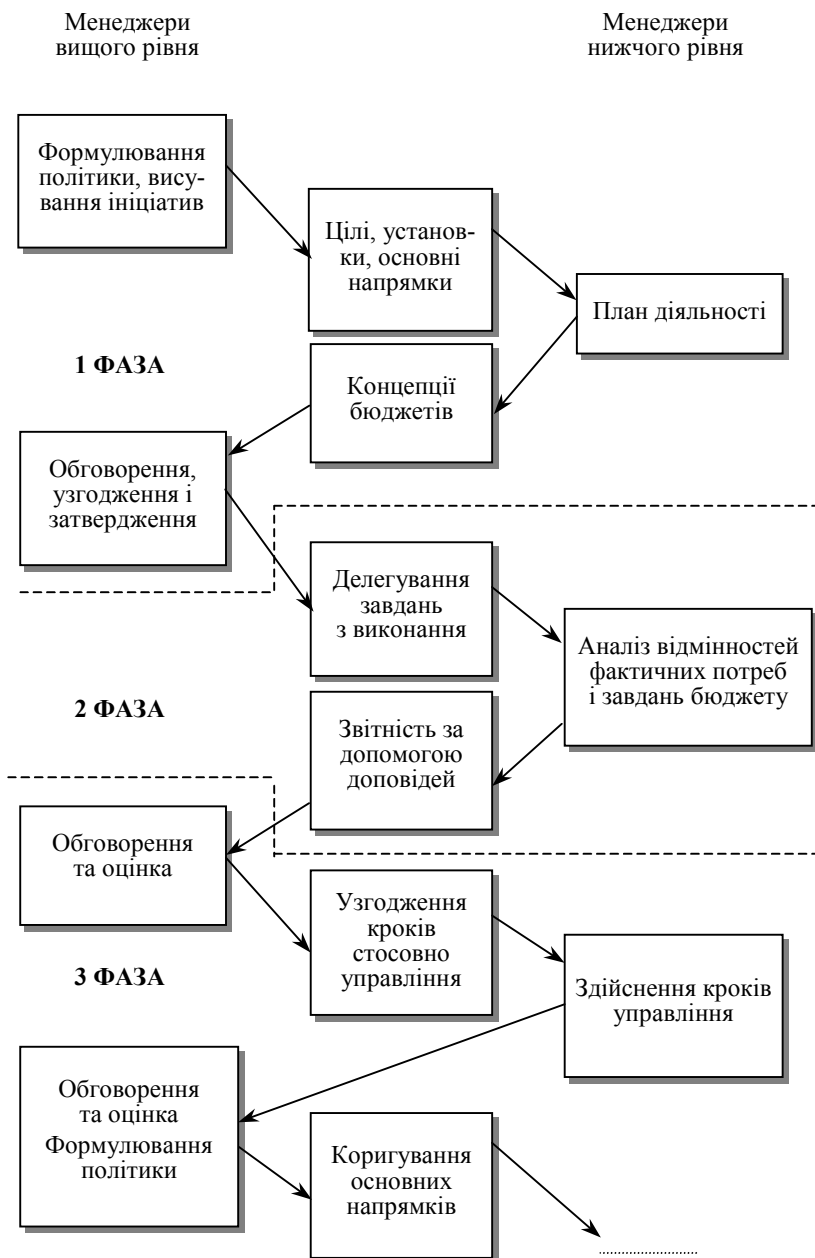 Менеджери
вищого рівня
Менеджери
нижчого рівня
Формулювання
політики, вису-
вання ініціатив
Цілі, установ-
ки, основні
напрямки
План діяльності
1 ФАЗА
Концепції
бюджетів
Обговорення,
узгодження і
затвердження
Делегування
завдань
з виконання
Аналіз відмінностей
фактичних потреб
і завдань бюджету
2 ФАЗА
Звітність за
допомогою
доповідей
Обговорення
та оцінка
Узгодження
кроків
стосовно
управління
3 ФАЗА
Здійснення кроків
управління
Обговорення
та оцінка
Формулювання
політики
Коригування
основних
напрямків